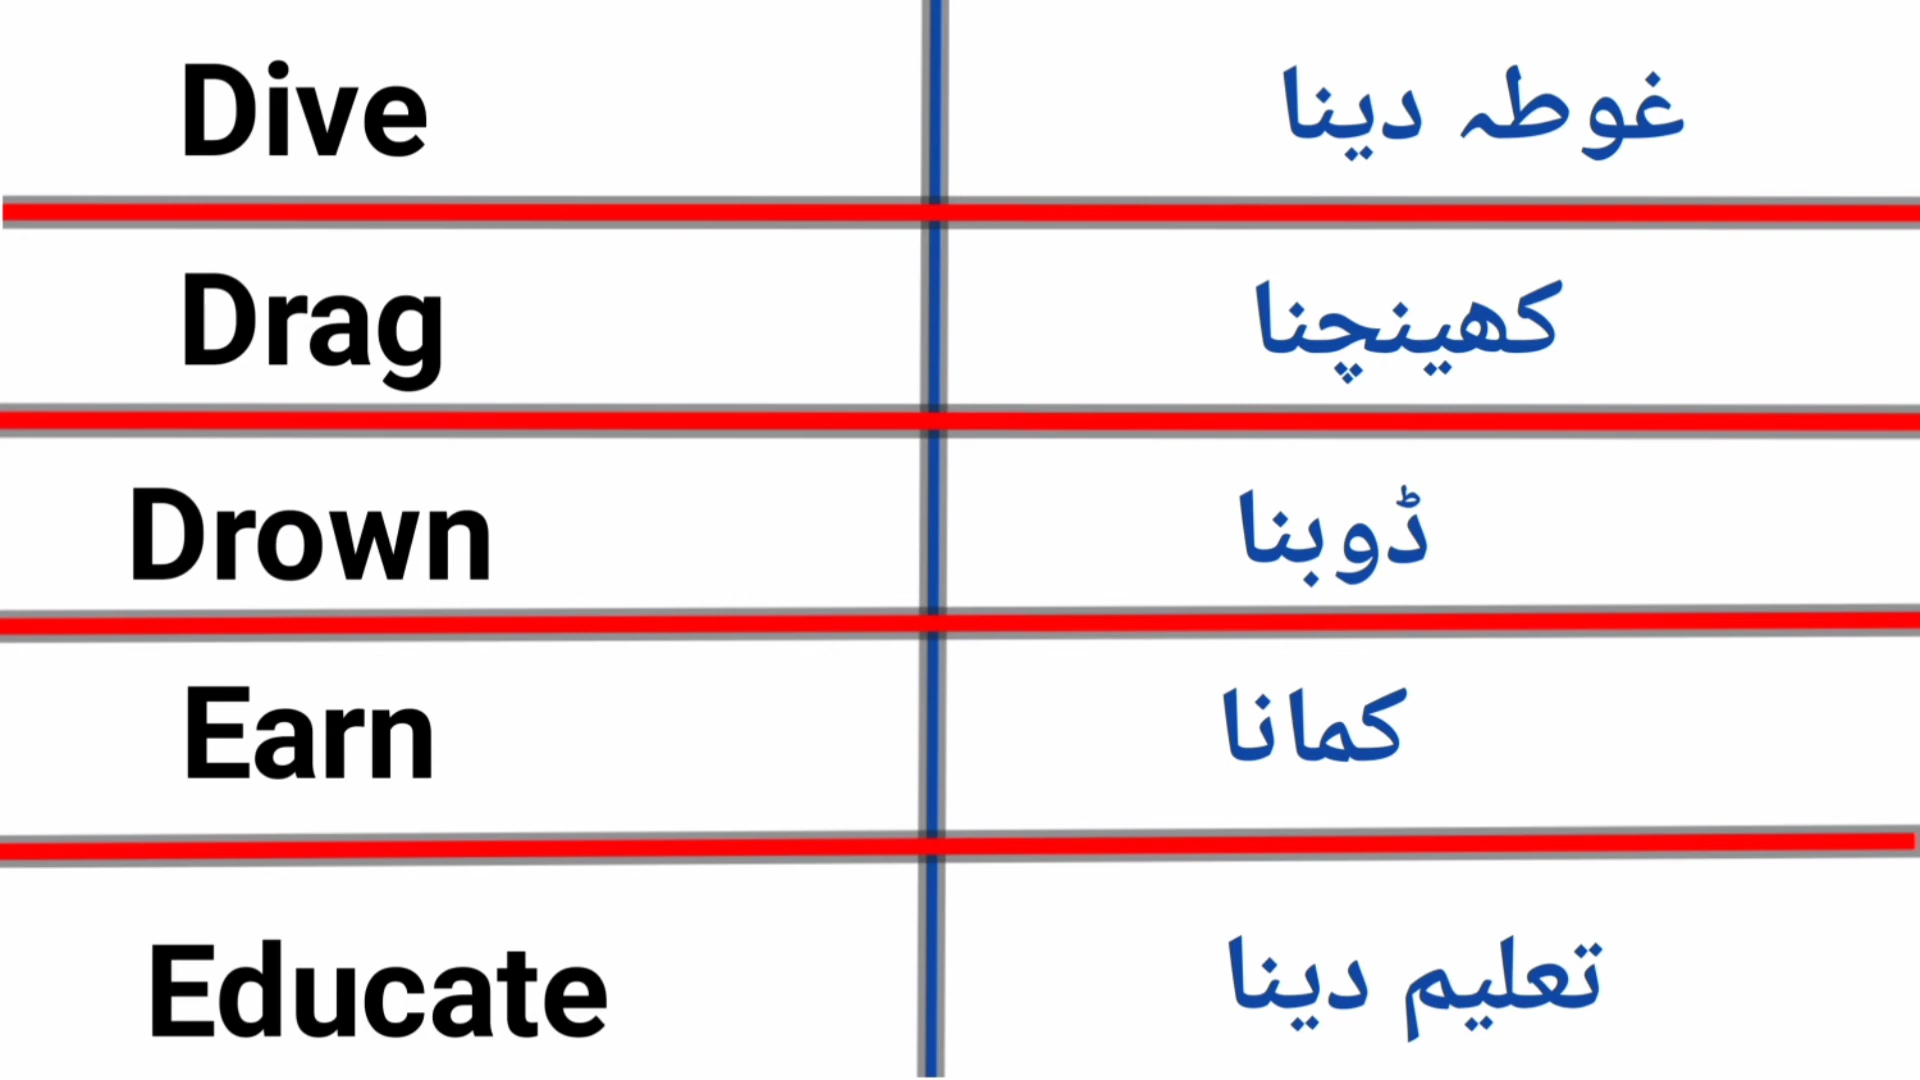 Dive غوطہ دینا
Drag کھینچنا
Drown ڈوبنا
Earn کمانا
Educate تعلیم دینا